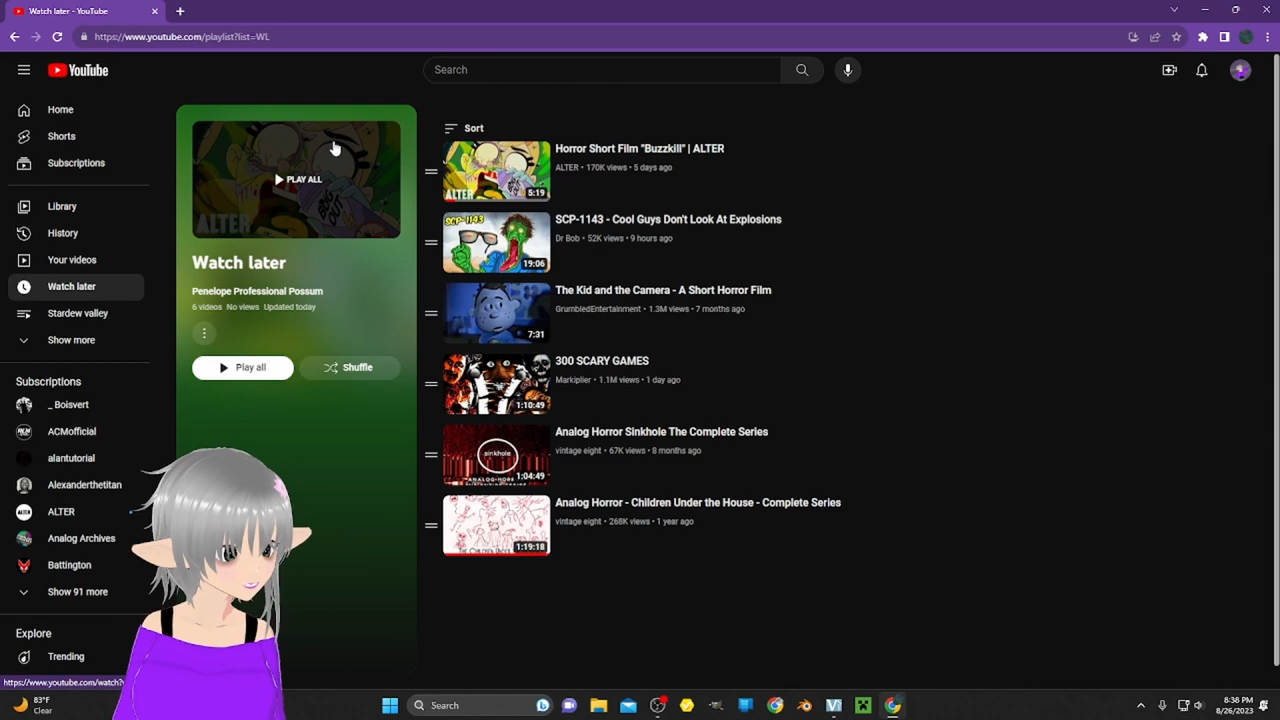 Watch later - YouTube
https://www.youtube.com/playlist?list=WL
YouTube
Search
Home
Shorts
Subscriptions
Library
History
Your videos
Watch later
Stardew valley
Show more
Subscriptions
_ Boisvert
ACMofficial
alantutorial
Alexanderthetitan
ALTER
Analog Archives
Battington
Show 91 more
Explore
Trending
https://www.youtube.com/watch?v
ALTER
PLAY ALL
Watch later
Penelope Professional Possum
6 videos No views Updated today
Play all
Shuffle
Sort
ALTER
5:19
Horror Short Film "Buzzkill" | ALTER
ALTER • 170K views • 5 days ago
SCP-1143
19:06
SCP-1143 - Cool Guys Don't Look At Explosions
Dr Bob • 52K views • 9 hours ago
7:31
The Kid and the Camera - A Short Horror Film
GrumbledEntertainment • 1.3M views • 7 months ago
1:10:49
300 SCARY GAMES
Markiplier • 1.1M views • 1 day ago
sinkhole
1:04:49
Analog Horror Sinkhole The Complete Series
vintage eight • 67K views • 8 months ago
1:19:18
Analog Horror - Children Under the House - Complete Series
vintage eight • 268K views • 1 year ago
83°F
Clear
Search
8:38 PM
8/26/2023